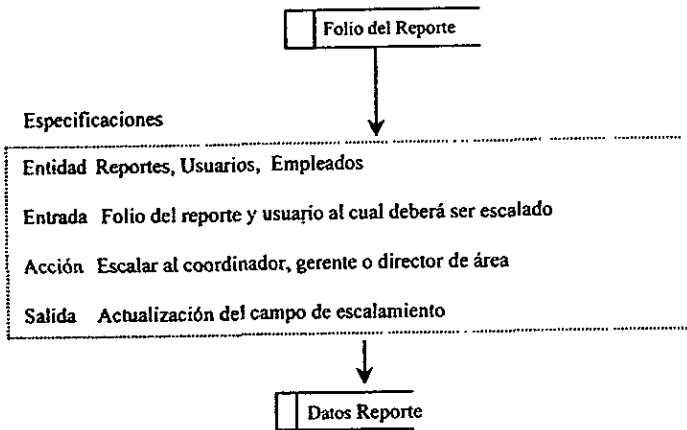 Folio del Reporte
Especificaciones
Entidad Reportes, Usuarios, Empleados
Entrada Folio del reporte y usuario al cual deberá ser escalado
Acción Escalar al coordinador, gerente o director de área
Salida Actualización del campo de escalamiento
Datos Reporte